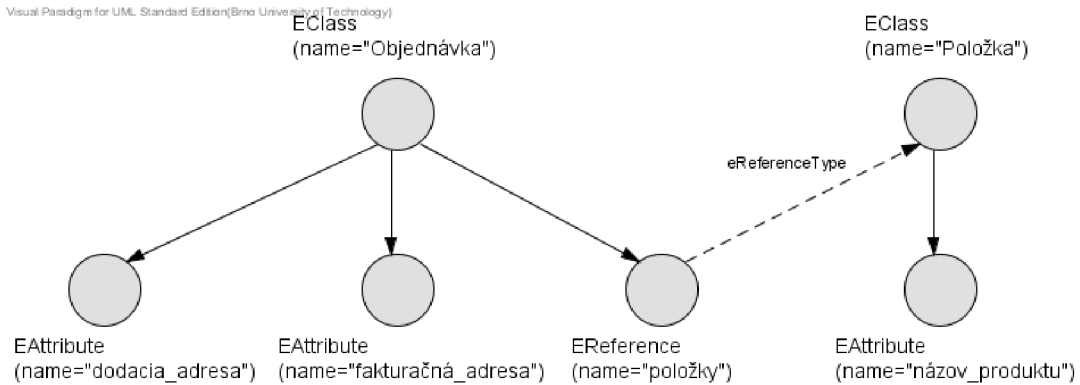 Visual Paradigm for UML Standard Edition(Brno University of Technology)
EClass
(name="Objednávka")
EClass
(name="Položka")
eReferenceType
EAttribute
(name="dodacia_adresa")
EAttribute
(name="fakturačná_adresa")
EReference
(name="položky")
EAttribute
(name="názov_produktu")